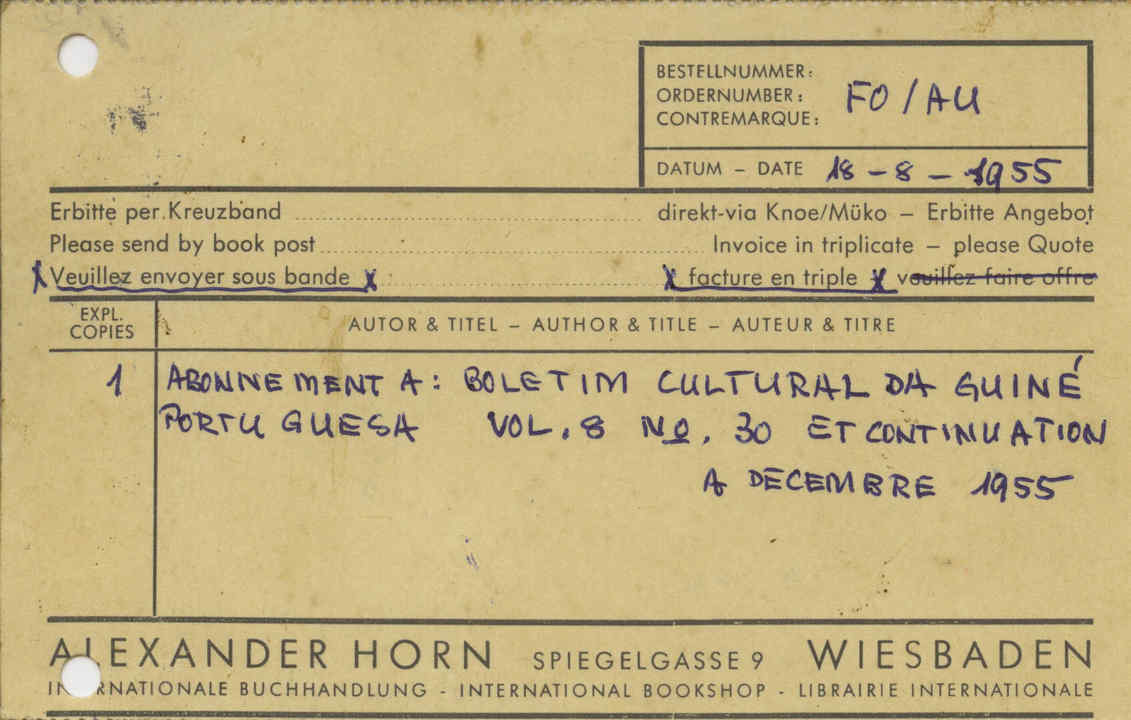 BESTELLNUMMER:
ORDERNUMBER: FO/AU
CONTREMARQUE:
DATUM – DATE 18-8-1955
Erbitte per Kreuzband ........ direkt-via Knoe/Müko – Erbitte Angebot
Please send by book post ........ Invoice in triplicate – please Quote
x Veuillez envoyer sous bande x ........ x facture en triple x veuillez faire offre
EXPL.
COPIES
AUTOR & TITEL – AUTHOR & TITLE – AUTEUR & TITRE
1 ABONNEMENT A: BOLETIM CULTURAL DA GUINÉ
PORTUGUESA VOL. 8 NO. 30 ET CONTINUATION
A DECEMBRE 1955
ALEXANDER HORN SPIEGELGASSE 9 WIESBADEN
INTERNATIONALE BUCHHANDLUNG - INTERNATIONAL BOOKSHOP - LIBRAIRIE INTERNATIONALE